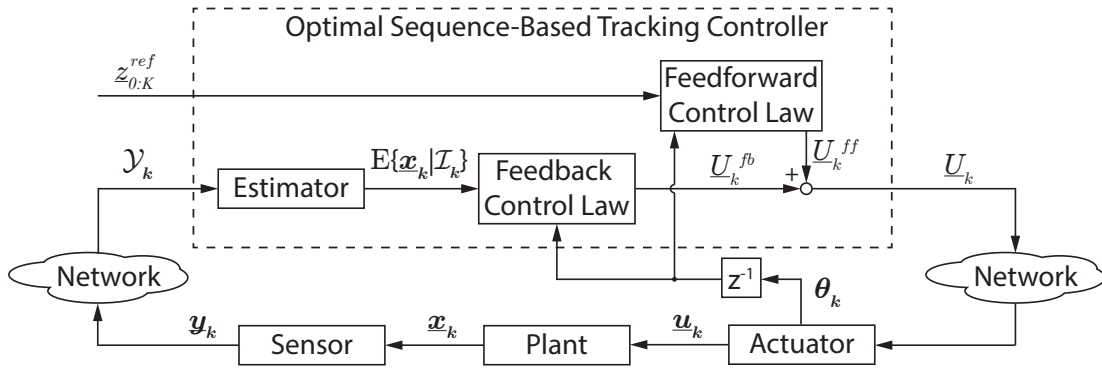 Optimal Sequence-Based Tracking Controller
z_{0:K}^{ref}
Feedforward
Control Law
𝒴_k
E{x_k|ℐ_k}
U_k^{fb}
U_k^{ff}
U_k
Estimator
Feedback
Control Law
+
Network
Network
z⁻¹
θ_k
y_k
x_k
u_k
Sensor
Plant
Actuator